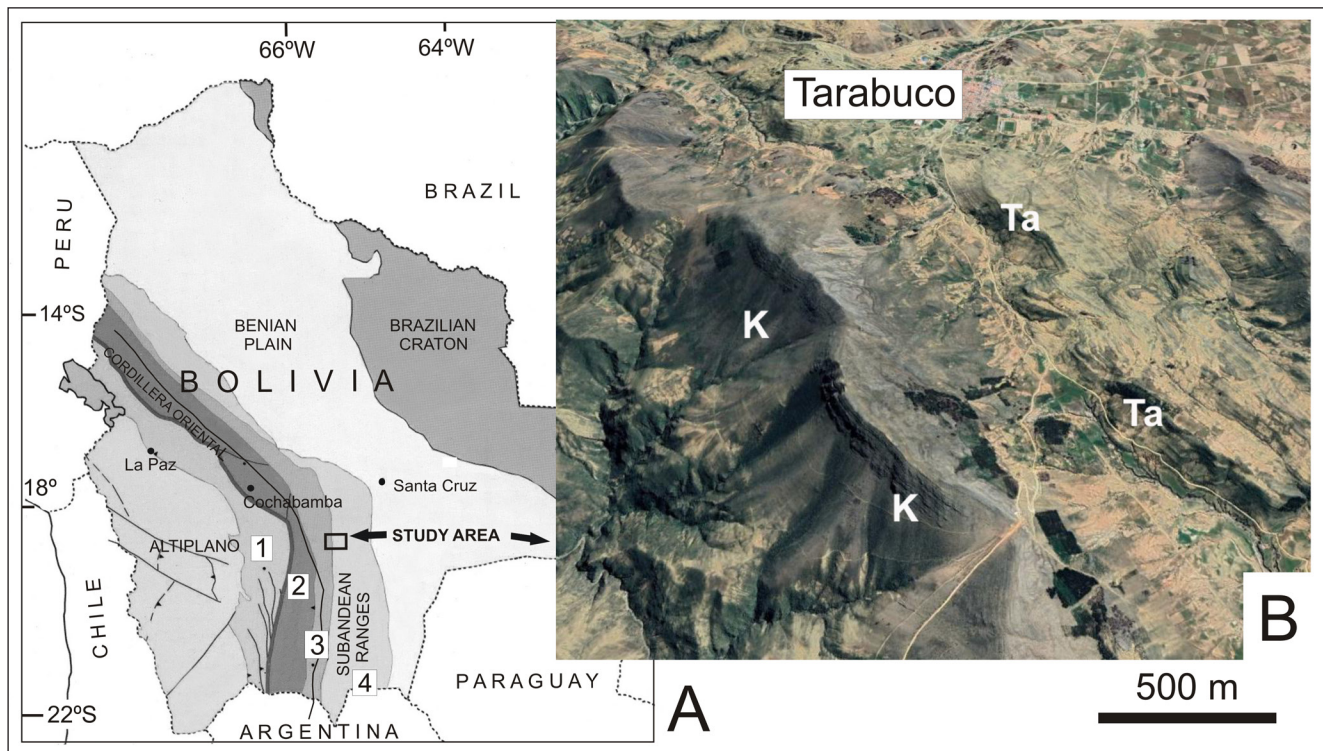 66ºW
64ºW
Tarabuco
BRAZIL
PERU
Ta
14ºS
BENIAN
PLAIN
BRAZILIAN
CRATON
K
CORDILLERA ORIENTAL
BOLIVIA
Ta
La Paz
18º
Cochabamba
Santa Cruz
K
STUDY AREA
ALTIPLANO
1
2
CHILE
SUBANDEAN
RANGES
3
4
B
PARAGUAY
500 m
22ºS
A
ARGENTINA